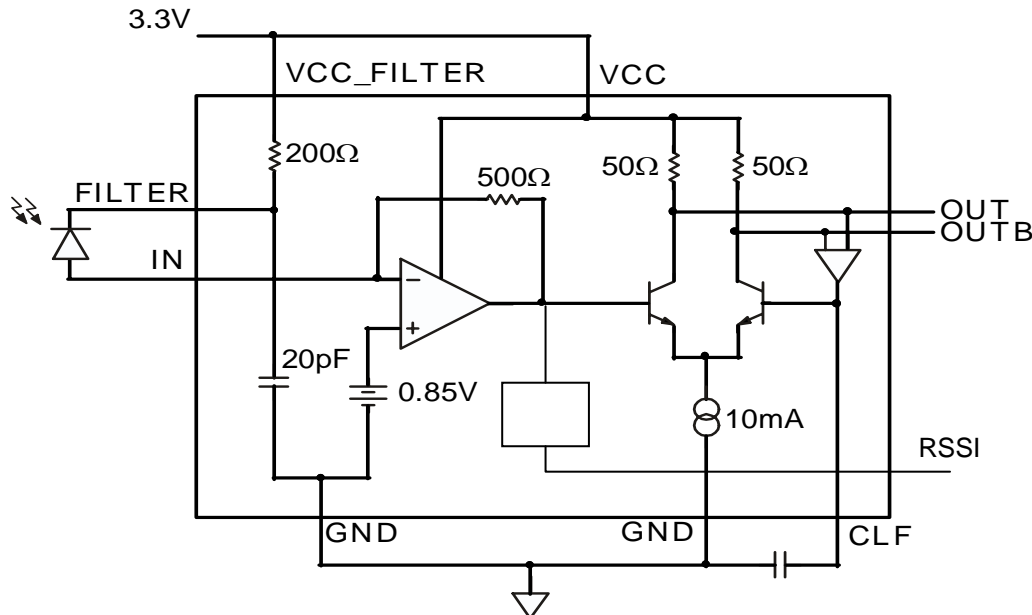 3.3V
VCC_FILTER
VCC
200Ω
500Ω
50Ω
50Ω
FILTER
OUT
OUTB
IN
−
+
20pF
0.85V
10mA
RSSI
GND
GND
CLF